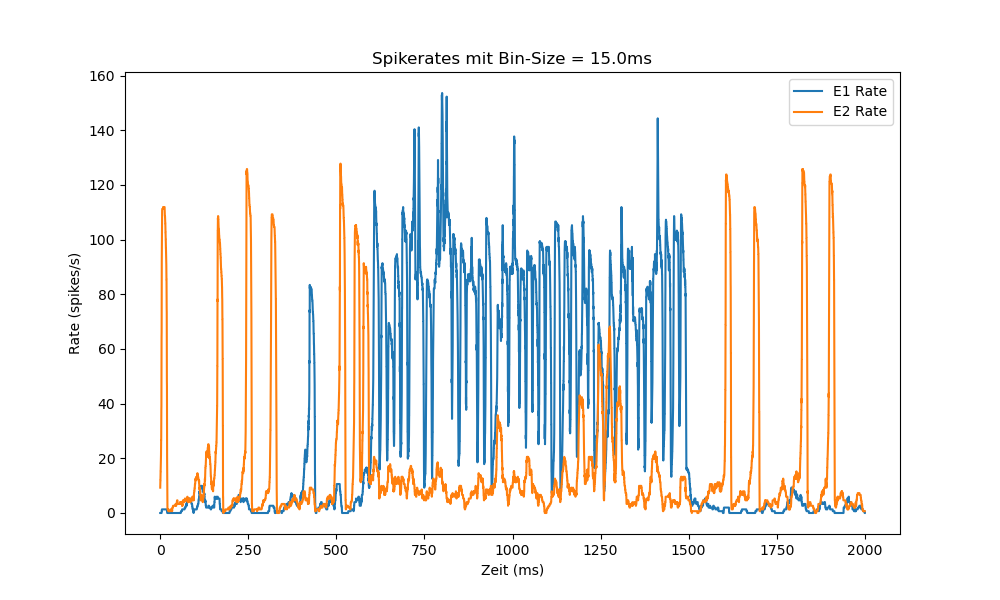 Spikerates mit Bin-Size = 15.0ms
E1 Rate
E2 Rate
Rate (spikes/s)
160
140
120
100
80
60
40
20
0
0 250 500 750 1000 1250 1500 1750 2000
Zeit (ms)